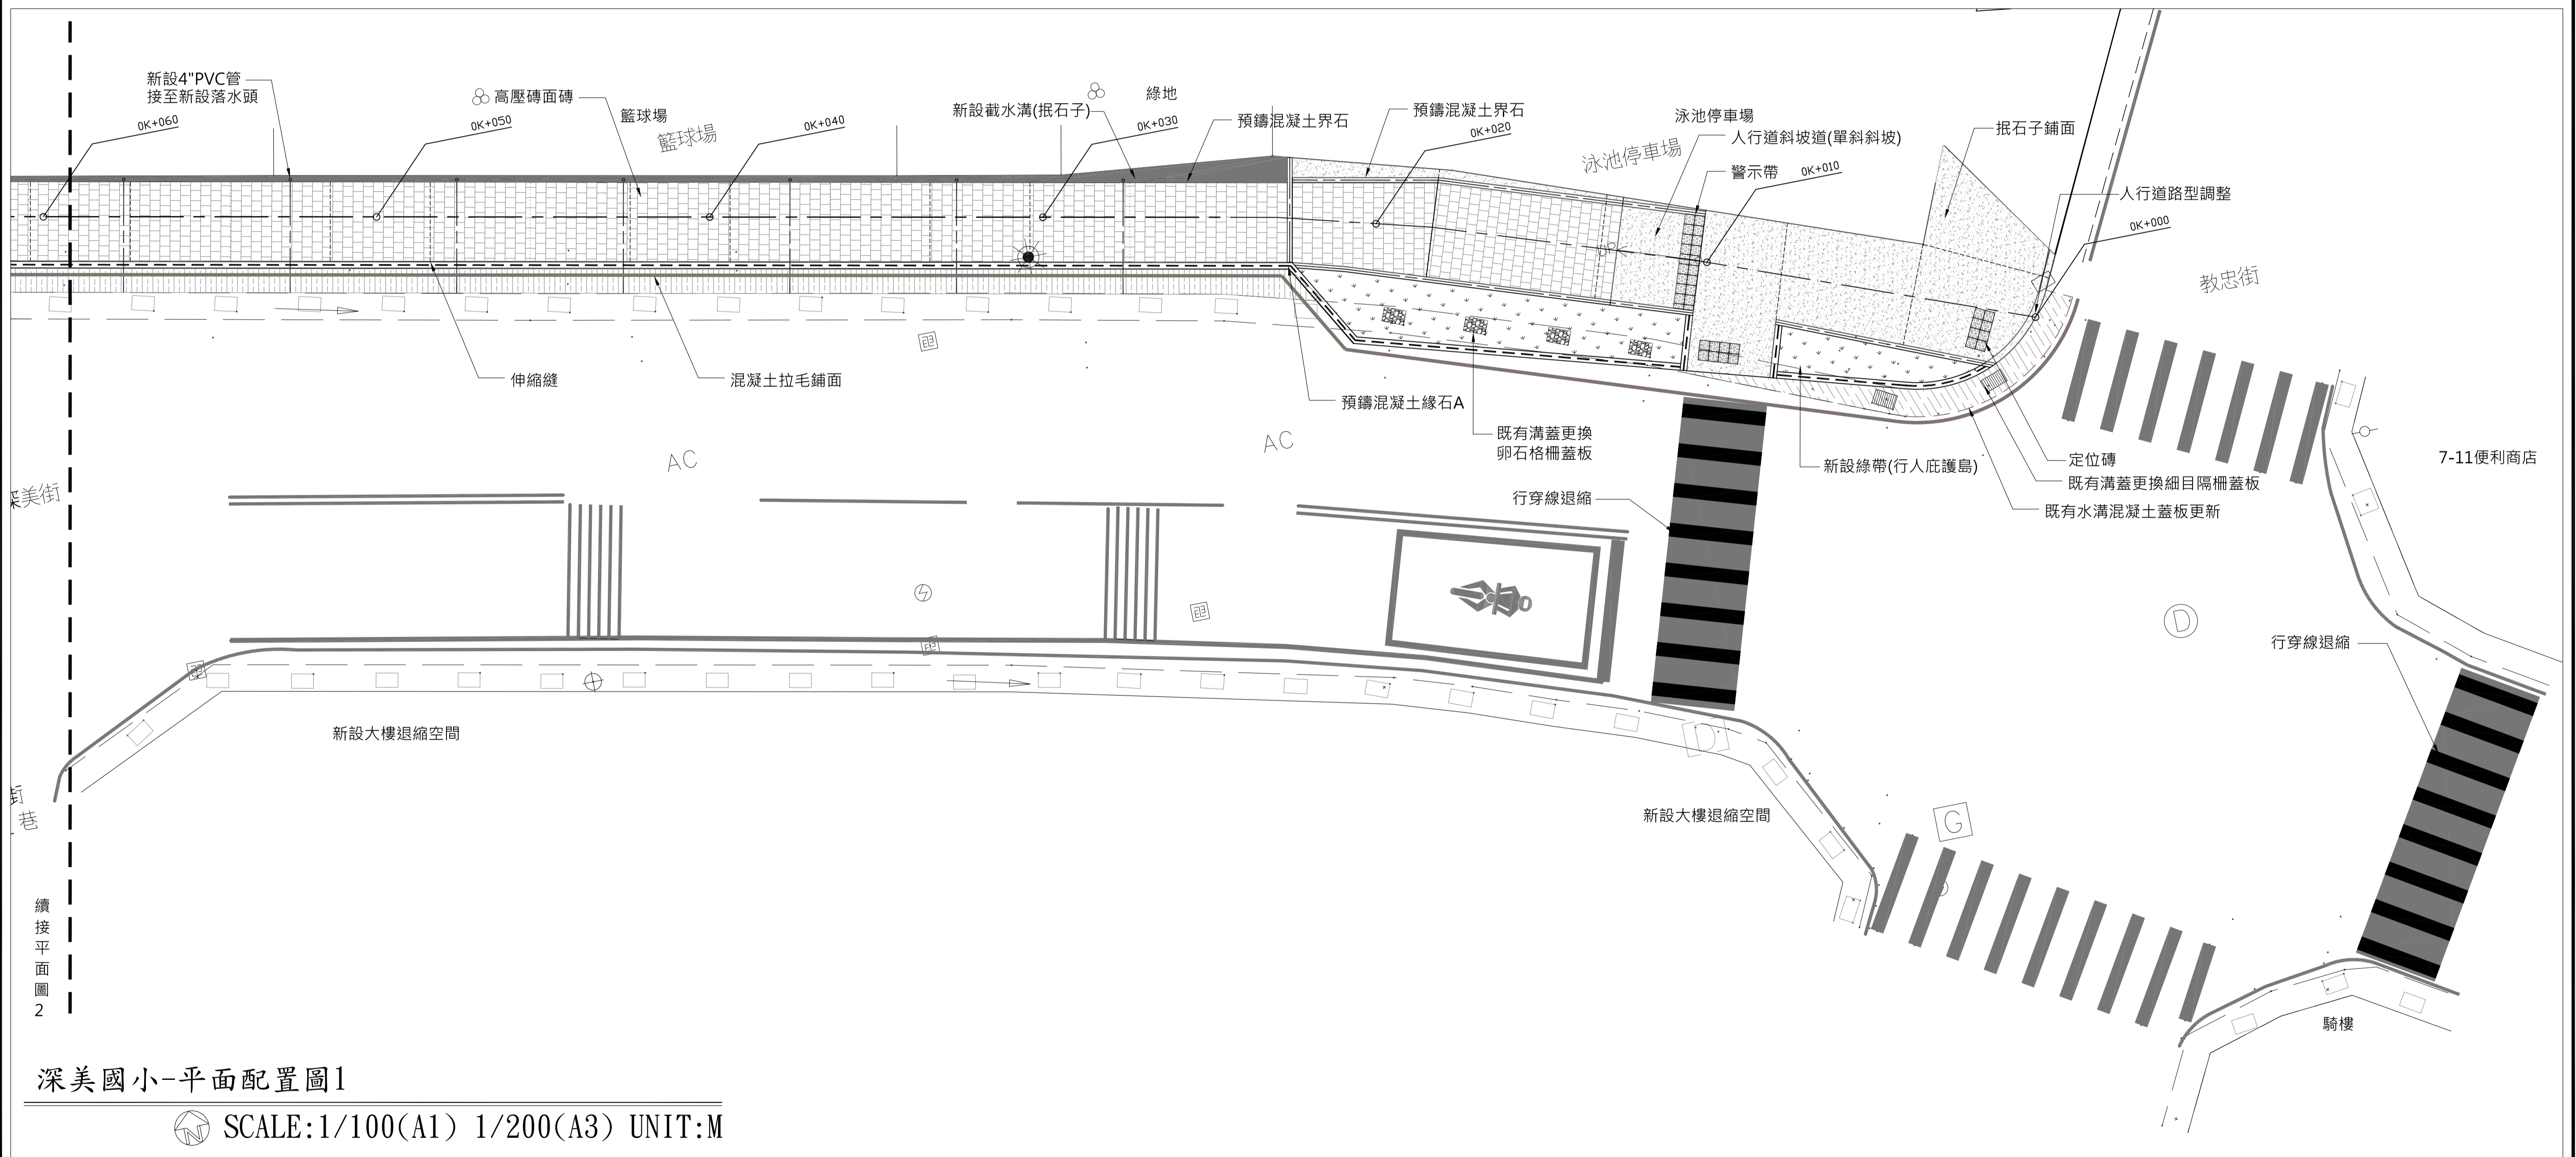 新設4"PVC管
接至新設落水頭
0K+060
高壓磚面磚
0K+050
籃球場
籃球場
0K+040
新設截水溝(抿石子)
綠地
0K+030
預鑄混凝土界石
預鑄混凝土界石
0K+020
泳池停車場
泳池停車場
人行道斜坡道(單斜斜坡)
警示帶
0K+010
抿石子鋪面
人行道路型調整
0K+000
教忠街
伸縮縫
混凝土拉毛鋪面
預鑄混凝土緣石A
既有溝蓋更換
卵石格柵蓋板
新設綠帶(行人庇護島)
定位磚
既有溝蓋更換細目隔柵蓋板
既有水溝混凝土蓋板更新
7-11便利商店
AC
AC
深美街
行穿線退縮
行穿線退縮
D
D
G
新設大樓退縮空間
新設大樓退縮空間
街
巷
騎樓
續接平面圖2
深美國小-平面配置圖1
N
SCALE:1/100(A1) 1/200(A3) UNIT:M